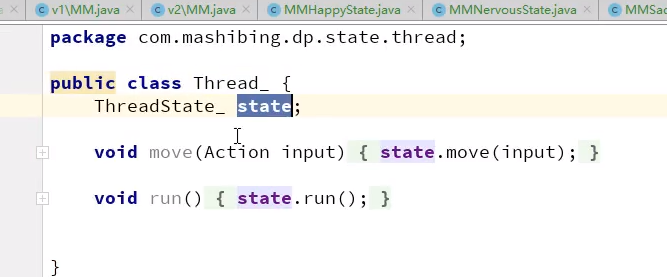 v1\MM.java v2\MM.java MMHappyState.java MMNervousState.java
package com.mashibing.dp.state.thread;
public class Thread_ {
ThreadState_ state;
void move(Action input) { state.move(input); }
void run() { state.run(); }
}